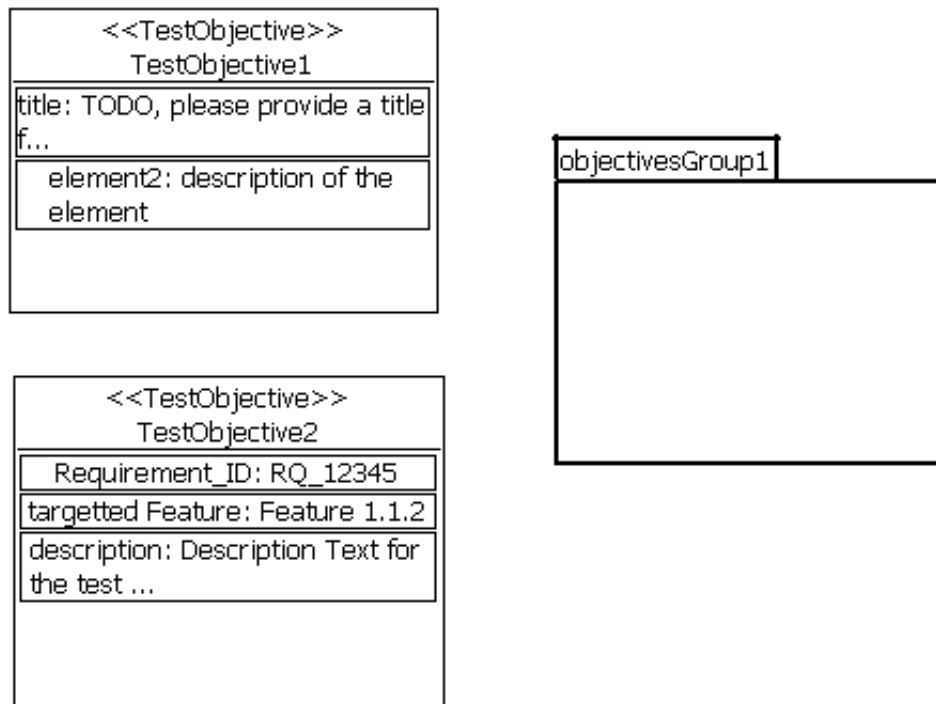 <<TestObjective>>
TestObjective1
title: TODO, please provide a title
f...
element2: description of the
element
objectivesGroup1
<<TestObjective>>
TestObjective2
Requirement_ID: RQ_12345
targetted Feature: Feature 1.1.2
description: Description Text for
the test ...